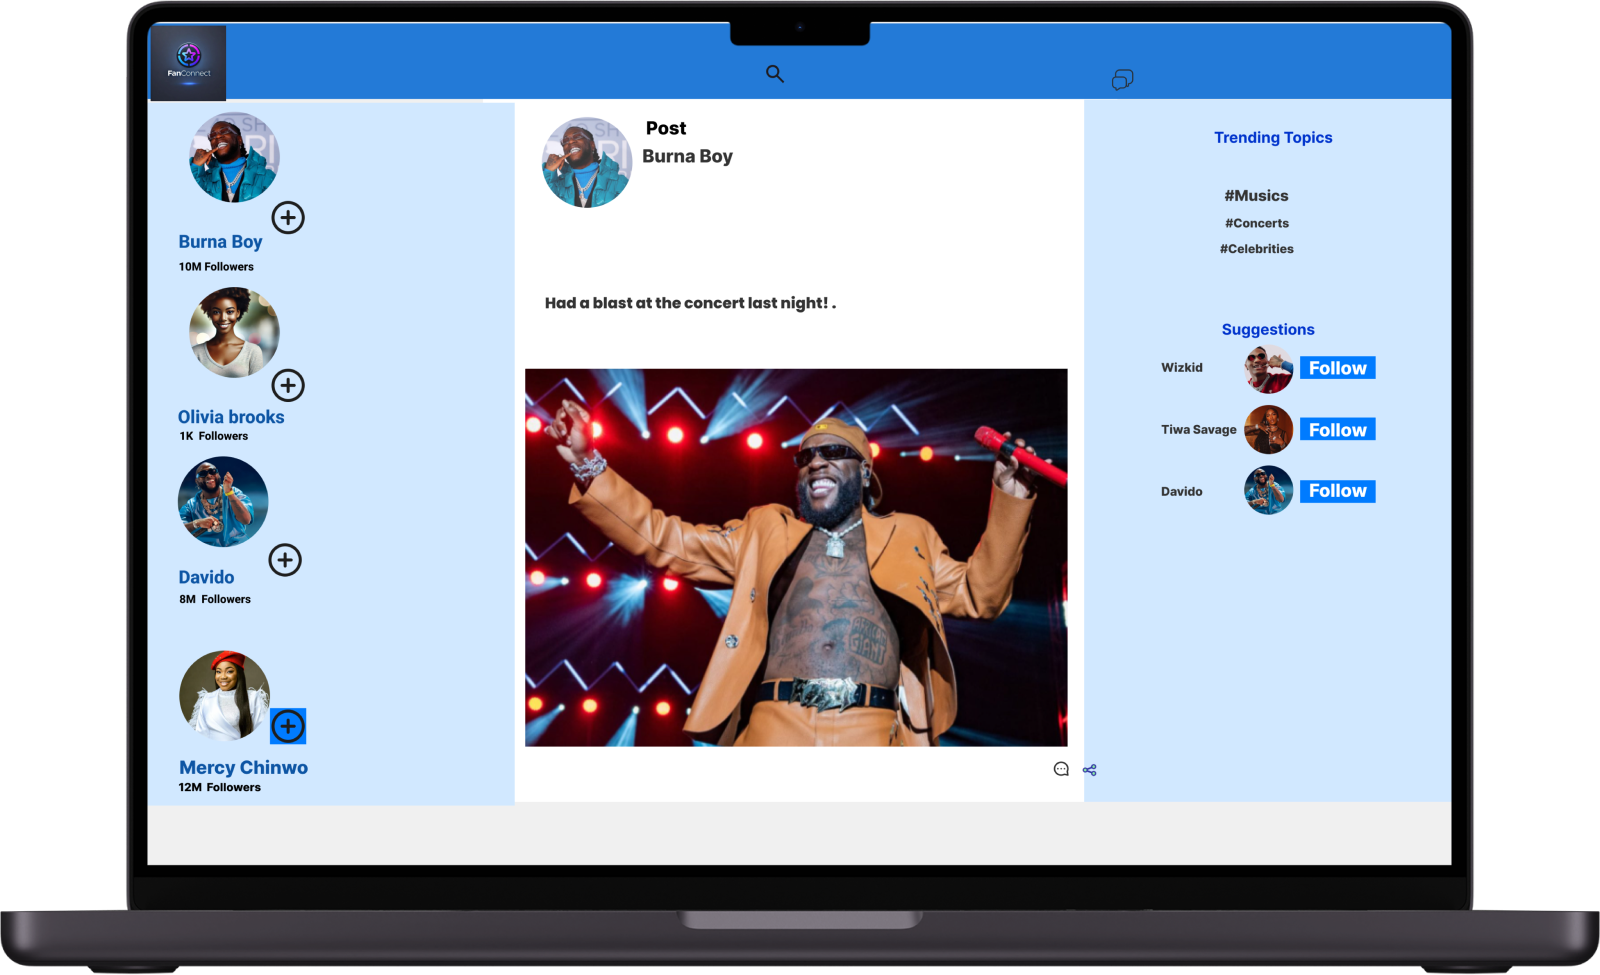 FanConnect
Burna Boy
10M Followers
Olivia brooks
1K Followers
Davido
8M Followers
Mercy Chinwo
12M Followers
Post
Burna Boy
Had a blast at the concert last night! .
AFRICAN
GIANT
Trending Topics
#Musics
#Concerts
#Celebrities
Suggestions
Wizkid
Follow
Tiwa Savage
Follow
Davido
Follow